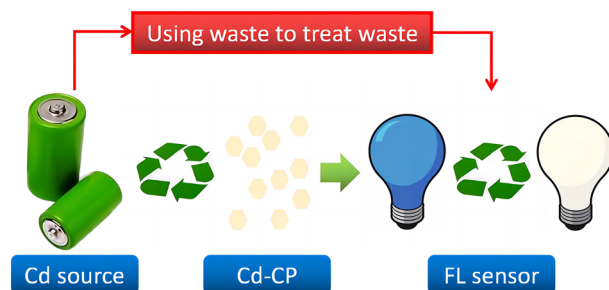 Using waste to treat waste
Cd source
Cd-CP
FL sensor